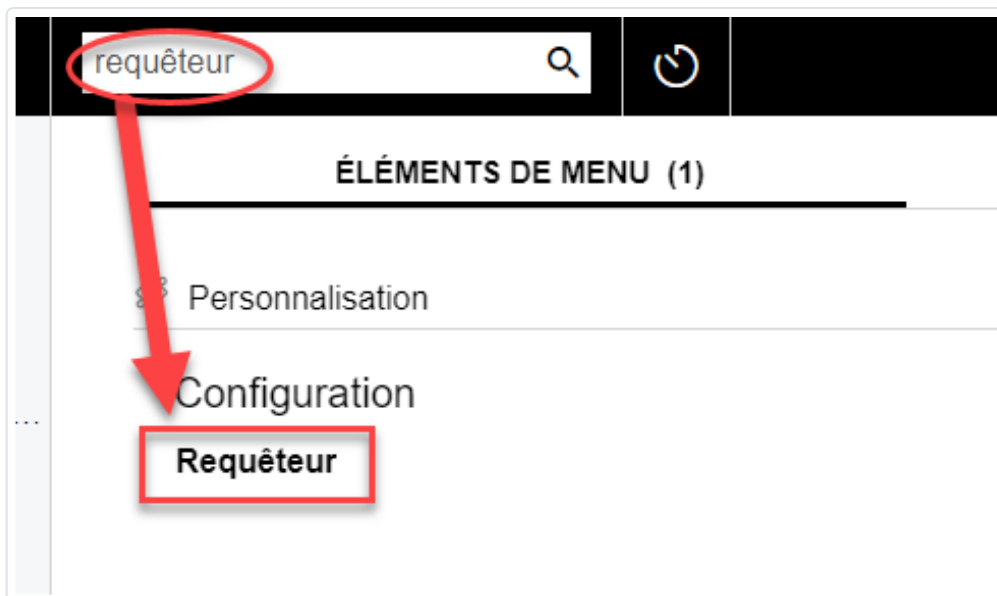 requêteur
ÉLÉMENTS DE MENU (1)
Personnalisation
Configuration
...
Requêteur